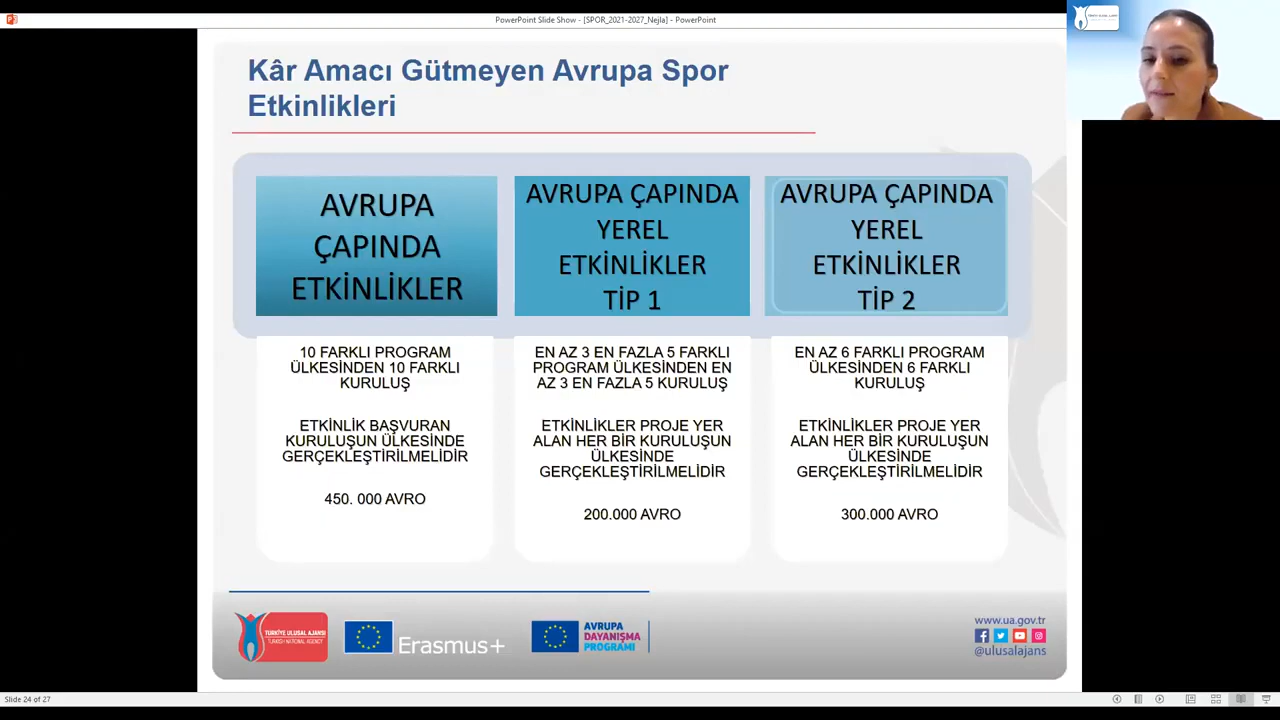 PowerPoint Slide Show - [SPOR_2021-2027_Nejla] - PowerPoint
TÜRKİYE ULUSAL AJANSI
Kâr Amacı Gütmeyen Avrupa Spor
Etkinlikleri
AVRUPA
ÇAPINDA
ETKİNLİKLER
AVRUPA ÇAPINDA
YEREL
ETKİNLİKLER
TİP 1
AVRUPA ÇAPINDA
YEREL
ETKİNLİKLER
TİP 2
10 FARKLI PROGRAM
ÜLKESİNDEN 10 FARKLI
KURULUŞ
ETKİNLİK BAŞVURAN
KURULUŞUN ÜLKESİNDE
GERÇEKLEŞTİRİLMELİDİR
450. 000 AVRO
EN AZ 3 EN FAZLA 5 FARKLI
PROGRAM ÜLKESİNDEN EN
AZ 3 EN FAZLA 5 KURULUŞ
ETKİNLİKLER PROJE YER
ALAN HER BİR KURULUŞUN
ÜLKESİNDE
GERÇEKLEŞTİRİLMELİDİR
200.000 AVRO
EN AZ 6 FARKLI PROGRAM
ÜLKESİNDEN 6 FARKLI
KURULUŞ
ETKİNLİKLER PROJE YER
ALAN HER BİR KURULUŞUN
ÜLKESİNDE
GERÇEKLEŞTİRİLMELİDİR
300.000 AVRO
TÜRKİYE ULUSAL AJANSI
TURKISH NATIONAL AGENCY
Erasmus+
AVRUPA
DAYANIŞMA
PROGRAMI
www.ua.gov.tr
@ulusalajans
Slide 24 of 27